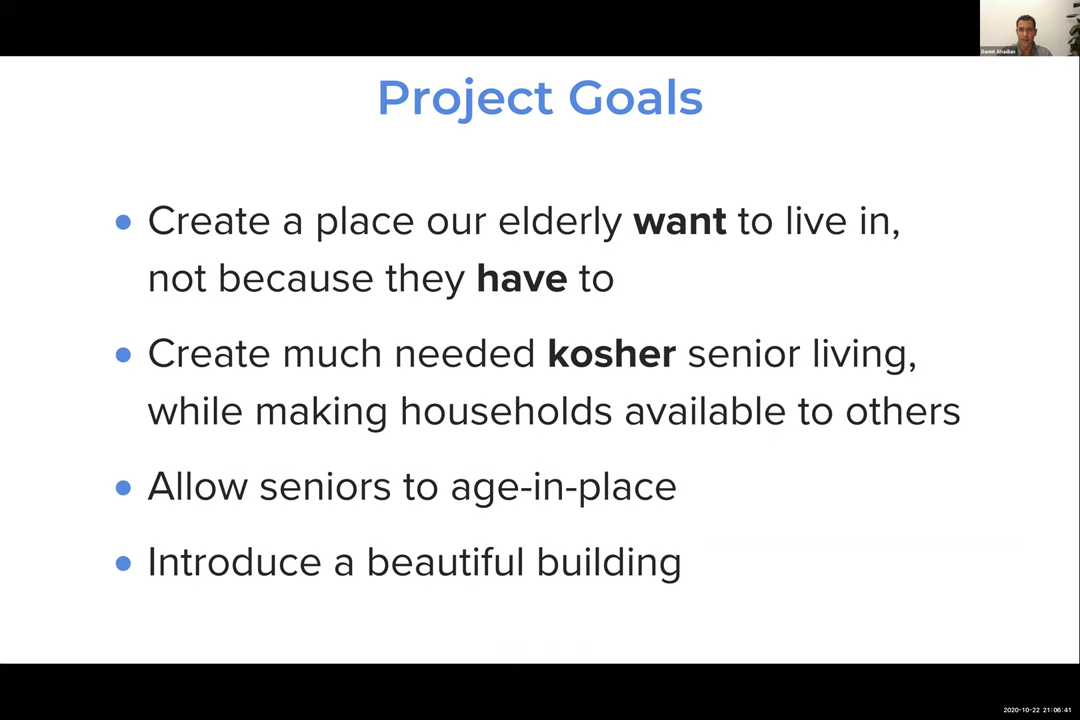 Daniel Ahadian
Project Goals
• Create a place our elderly want to live in,
not because they have to
• Create much needed kosher senior living,
while making households available to others
• Allow seniors to age-in-place
• Introduce a beautiful building
2020-10-22 21:06:41